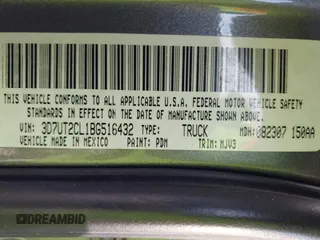 THIS VEHICLE CONFORMS TO ALL APPLICABLE U.S.A. FEDERAL MOTOR VEHICLE SAFETY
STANDARDS IN EFFECT ON THE DATE OF MANUFACTURE SHOWN ABOVE.
VIN: 3D7UT2CL1BG516432 TYPE: TRUCK MDH: 082307 150AA
VEHICLE MADE IN MEXICO PAINT: PDM TRIM: MJV3
DREAMBID